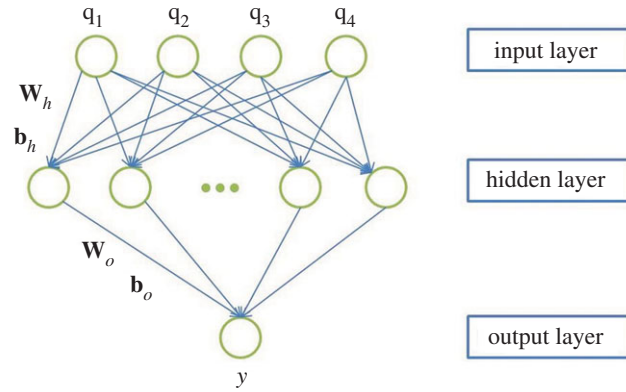 q1 q2 q3 q4
input layer
Wh
bh
hidden layer
Wo
bo
output layer
y